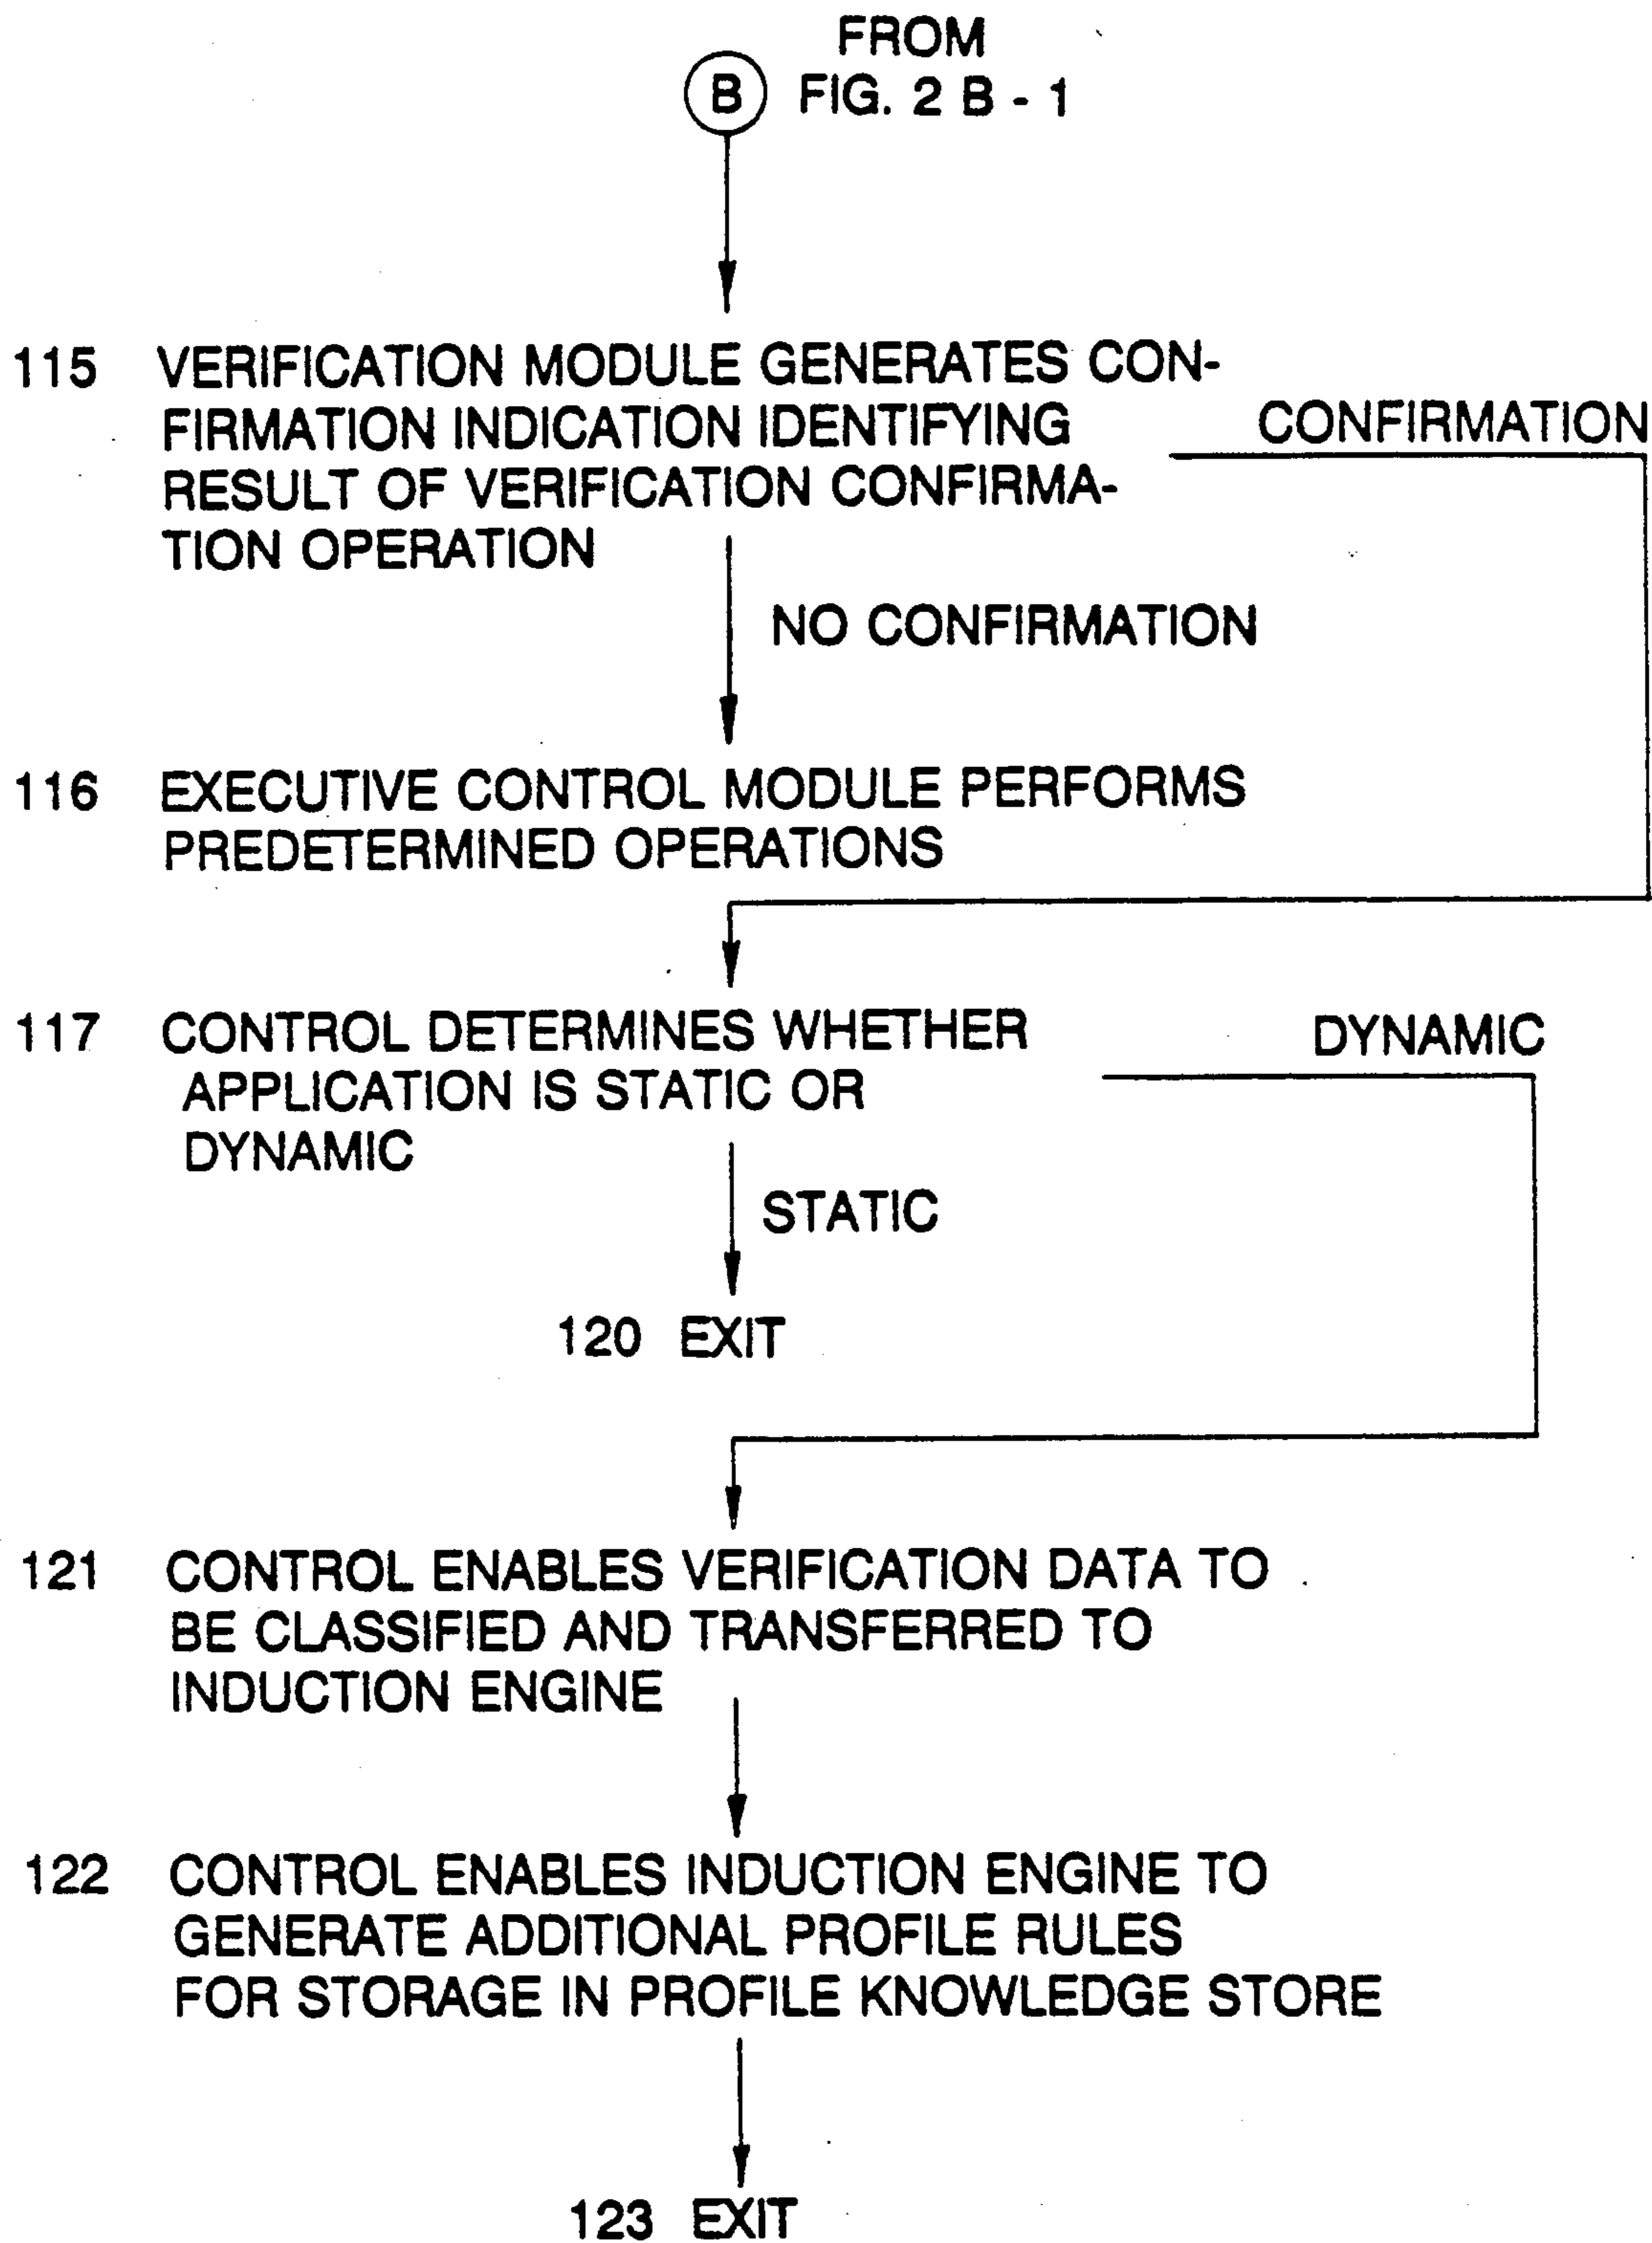 FROM
B FIG. 2 B - 1
115 VERIFICATION MODULE GENERATES CON-
FIRMATION INDICATION IDENTIFYING
CONFIRMATION
RESULT OF VERIFICATION CONFIRMA-
TION OPERATION
NO CONFIRMATION
116 EXECUTIVE CONTROL MODULE PERFORMS
PREDETERMINED OPERATIONS
117 CONTROL DETERMINES WHETHER
DYNAMIC
APPLICATION IS STATIC OR
DYNAMIC
STATIC
120 EXIT
121 CONTROL ENABLES VERIFICATION DATA TO
BE CLASSIFIED AND TRANSFERRED TO
INDUCTION ENGINE
122 CONTROL ENABLES INDUCTION ENGINE TO
GENERATE ADDITIONAL PROFILE RULES
FOR STORAGE IN PROFILE KNOWLEDGE STORE
123 EXIT